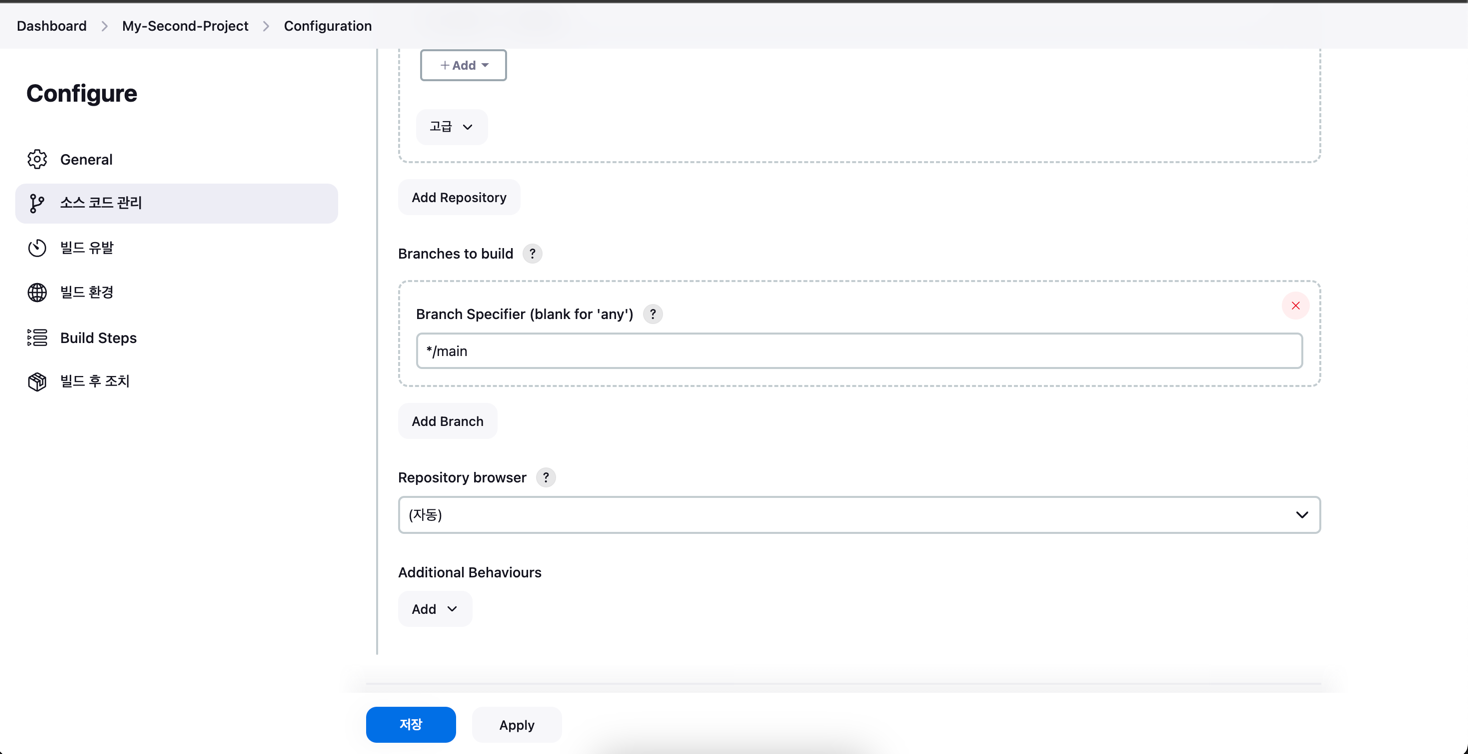 Dashboard > My-Second-Project > Configuration
Configure
General
소스 코드 관리
빌드 유발
빌드 환경
Build Steps
빌드 후 조치
+ Add
고급
Add Repository
Branches to build ?
Branch Specifier (blank for 'any') ?
*/main
Add Branch
Repository browser ?
(자동)
Additional Behaviours
Add
저장 Apply